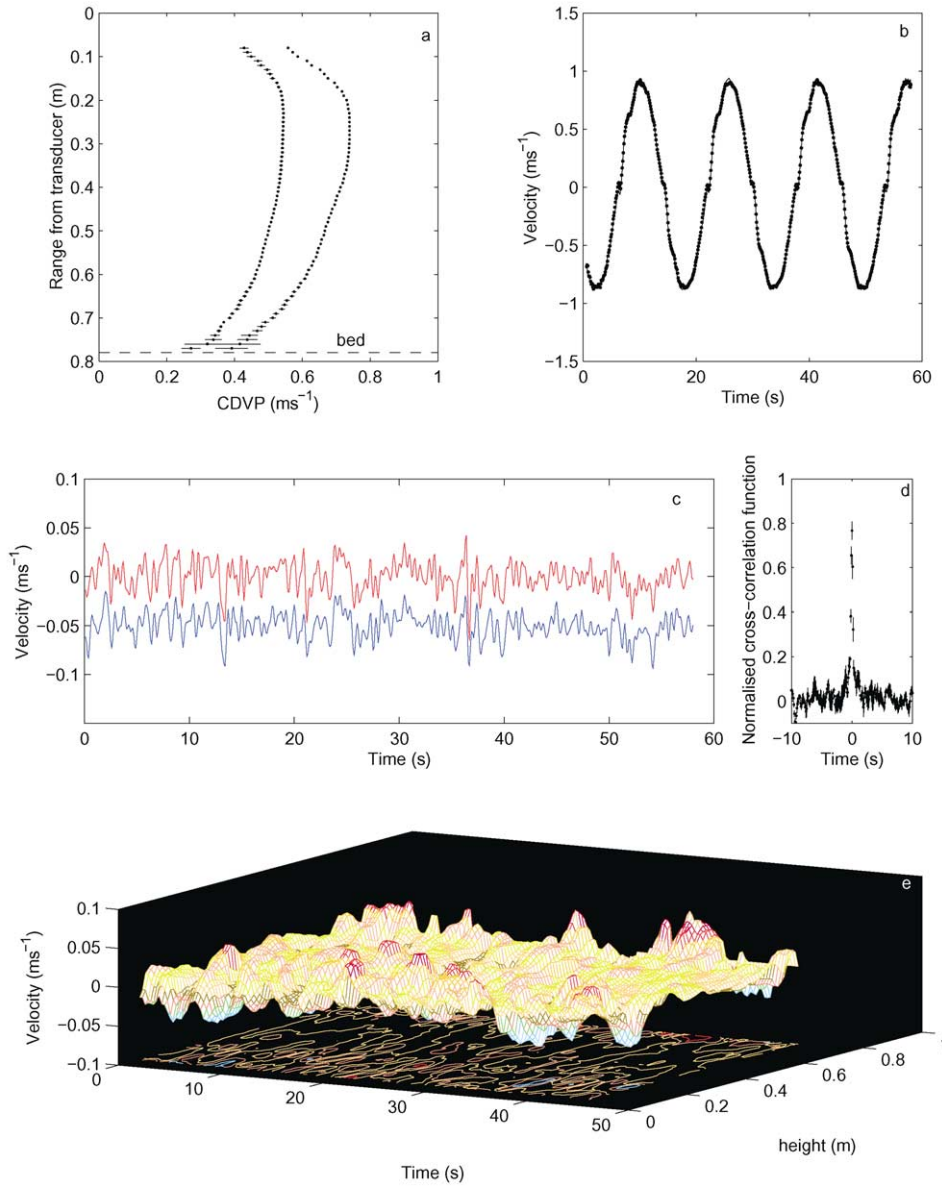 a
0
0.1
0.2
0.3
0.4
0.5
0.6
0.7
0.8
Range from transducer (m)
bed
0 0.2 0.4 0.6 0.8 1
CDVP (ms⁻¹)
b
1.5
1
0.5
0
−0.5
−1
−1.5
Velocity (ms⁻¹)
0 20 40 60
Time (s)
c
0.1
0.05
0
−0.05
−0.1
Velocity (ms⁻¹)
0 10 20 30 40 50 60
Time (s)
d
1
0.8
0.6
0.4
0.2
0
Normalised cross−correlation function
−10 0 10
Time (s)
e
0.1
0.05
0
−0.05
−0.1
Velocity (ms⁻¹)
0 10 20 30 40 50
Time (s)
0 0.2 0.4 0.6 0.8
height (m)